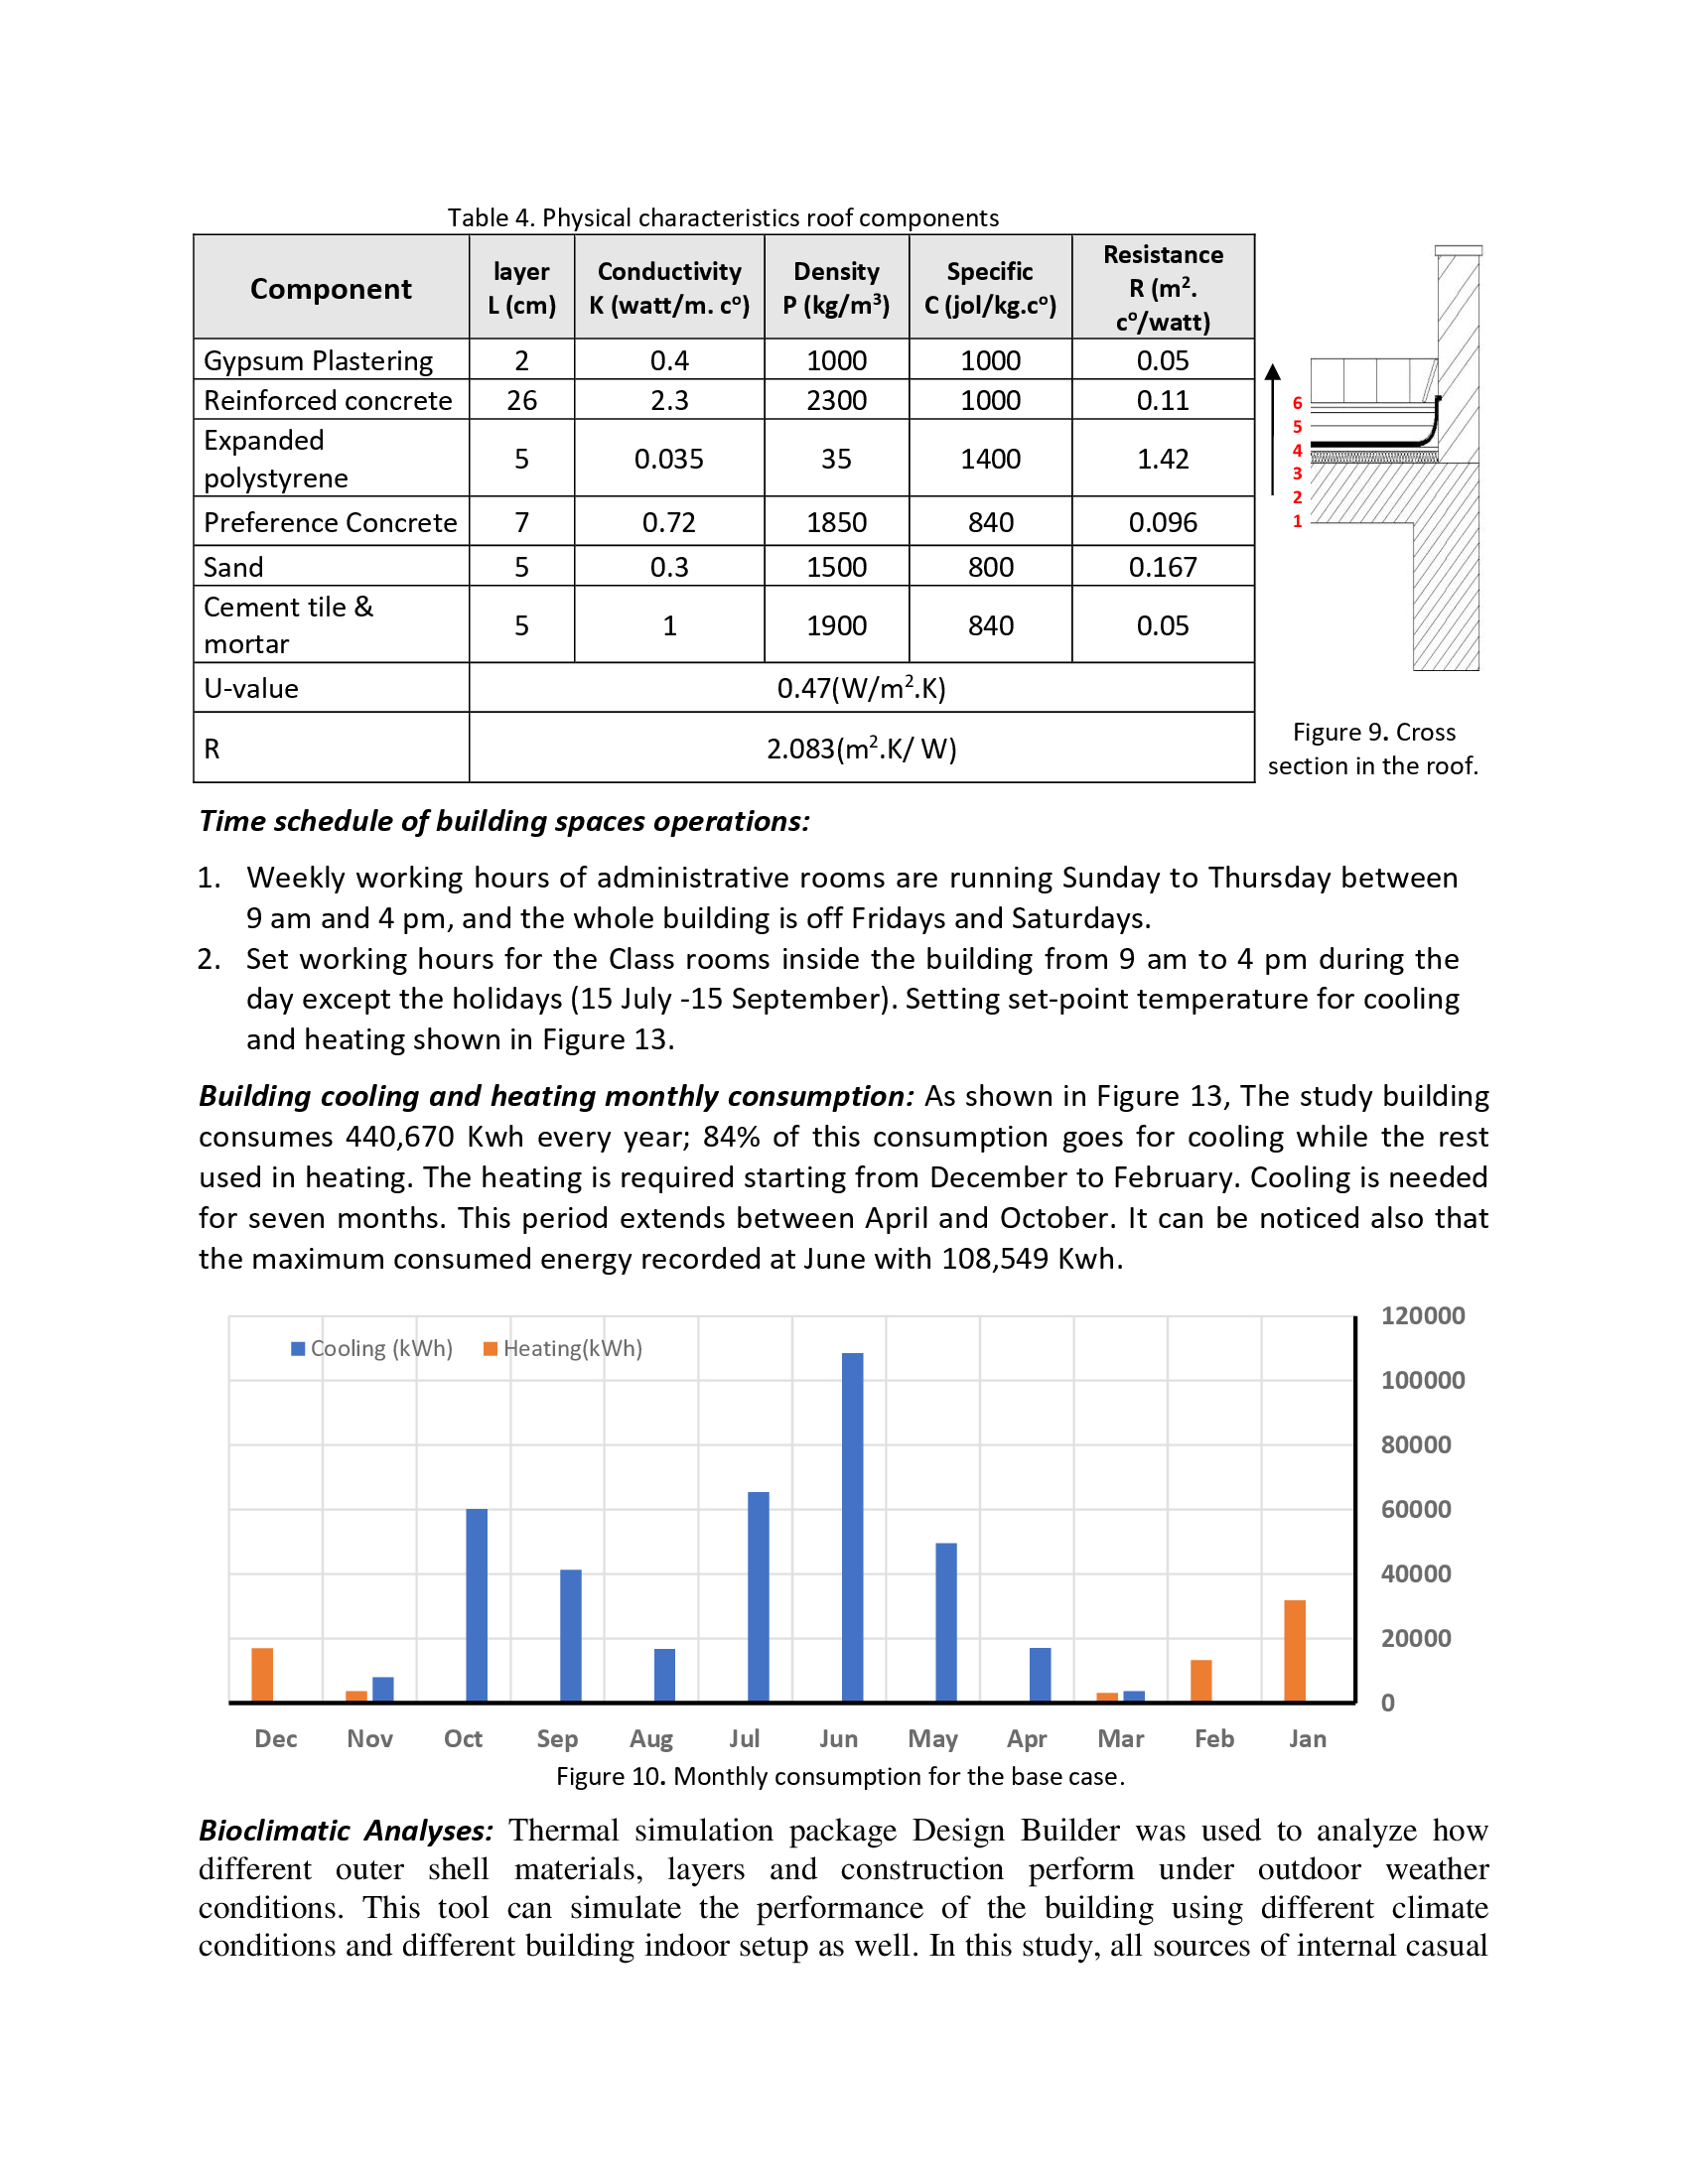 Table 4. Physical characteristics roof components
Component layer L (cm) Conductivity K (watt/m. cº) Density P (kg/m³) Specific C (jol/kg.cº) Resistance R (m². cº/watt)
Gypsum Plastering 2 0.4 1000 1000 0.05
Reinforced concrete 26 2.3 2300 1000 0.11
Expanded polystyrene 5 0.035 35 1400 1.42
Preference Concrete 7 0.72 1850 840 0.096
Sand 5 0.3 1500 800 0.167
Cement tile & mortar 5 1 1900 840 0.05
U-value 0.47(W/m².K)
R 2.083(m².K/ W)
6
5
4
3
2
1
Figure 9. Cross
section in the roof.
Time schedule of building spaces operations:
1. Weekly working hours of administrative rooms are running Sunday to Thursday between
9 am and 4 pm, and the whole building is off Fridays and Saturdays.
2. Set working hours for the Class rooms inside the building from 9 am to 4 pm during the
day except the holidays (15 July -15 September). Setting set-point temperature for cooling
and heating shown in Figure 13.
Building cooling and heating monthly consumption: As shown in Figure 13, The study building
consumes 440,670 Kwh every year; 84% of this consumption goes for cooling while the rest
used in heating. The heating is required starting from December to February. Cooling is needed
for seven months. This period extends between April and October. It can be noticed also that
the maximum consumed energy recorded at June with 108,549 Kwh.
Cooling (kWh) Heating(kWh)
120000
100000
80000
60000
40000
20000
0
Dec Nov Oct Sep Aug Jul Jun May Apr Mar Feb Jan
Figure 10. Monthly consumption for the base case.
Bioclimatic Analyses: Thermal simulation package Design Builder was used to analyze how
different outer shell materials, layers and construction perform under outdoor weather
conditions. This tool can simulate the performance of the building using different climate
conditions and different building indoor setup as well. In this study, all sources of internal casual